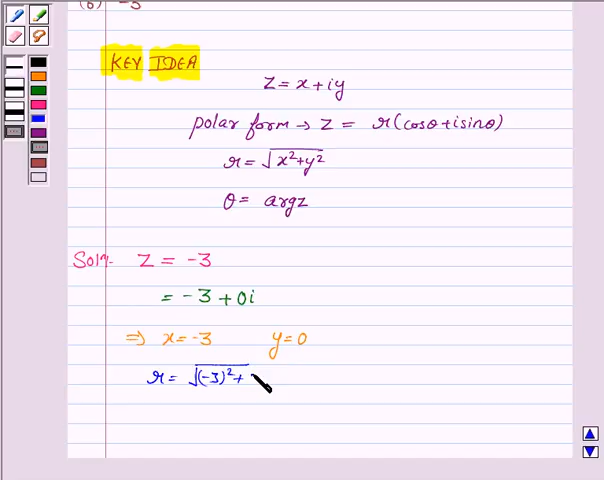 (6) -3
KEY IDEA
z = x + iy
polar form → z = r(cosθ + isinθ)
r = √x²+y²
θ = argz
Soln- z = -3
= -3 + 0i
⇒ x = -3 y = 0
r = √(-3)² +